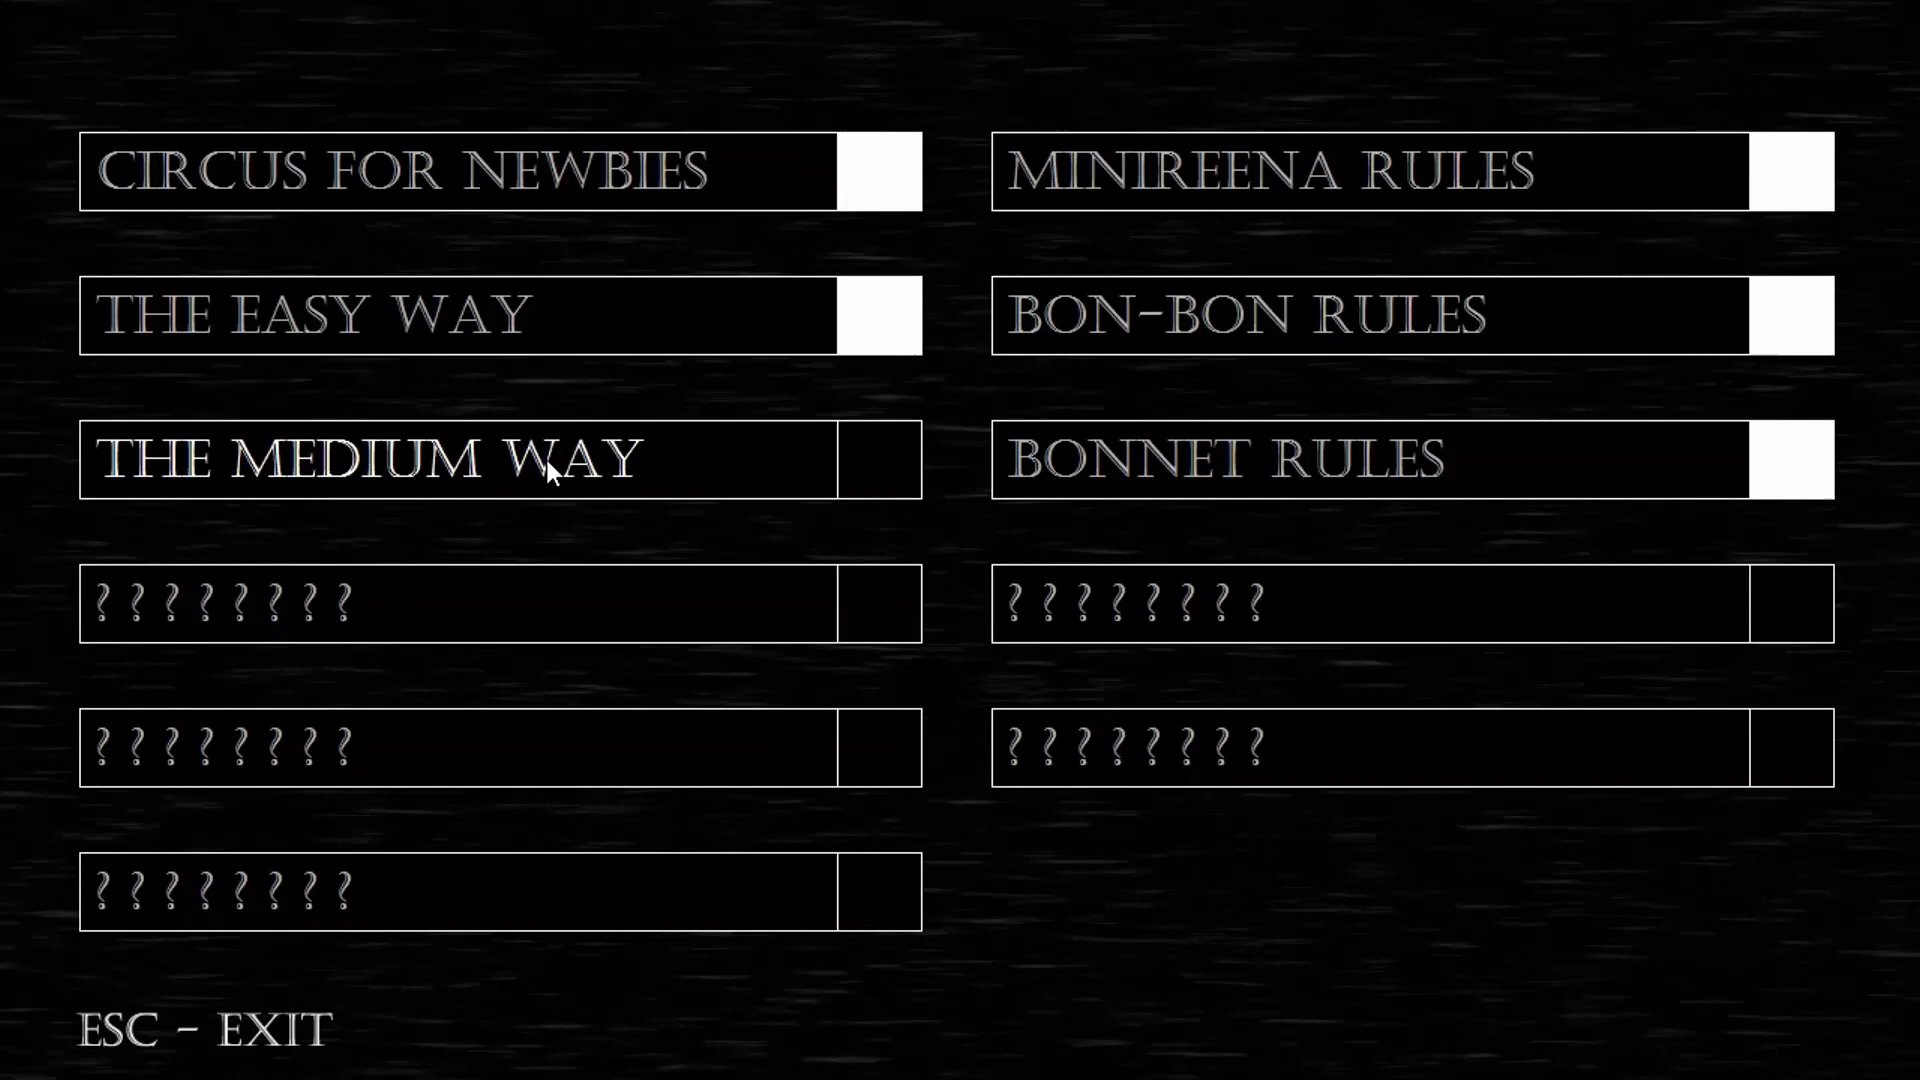 CIRCUS FOR NEWBIES
MINIREENA RULES
THE EASY WAY
BON-BON RULES
THE MEDIUM WAY
BONNET RULES
? ? ? ? ? ? ? ?
? ? ? ? ? ? ? ?
? ? ? ? ? ? ? ?
? ? ? ? ? ? ? ?
? ? ? ? ? ? ? ?
ESC - EXIT